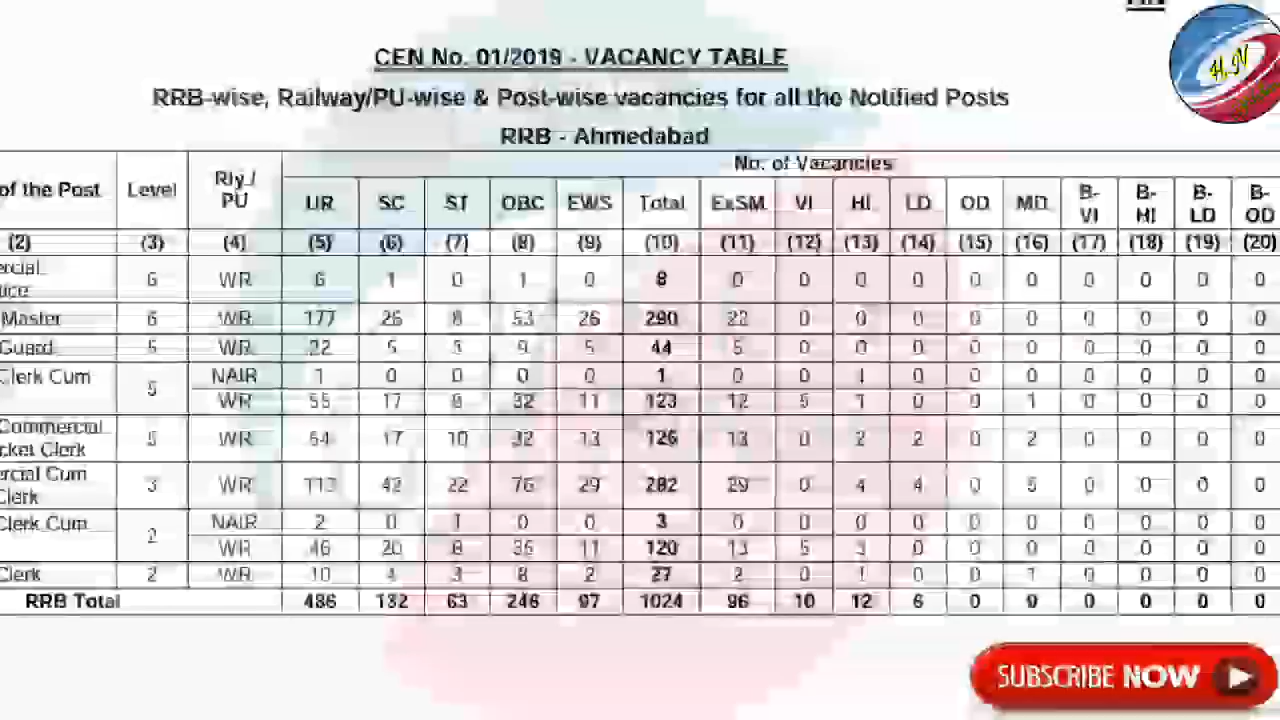 CEN No. 01/2019 - VACANCY TABLE
RRB-wise, Railway/PU-wise & Post-wise vacancies for all the Notified Posts
RRB - Ahmedabad
of the Post Level Rly./ PU No. of Vacancies
UR SC ST OBC EWS Total ExSM VI HI LD OD MD B-VI B-HI B-LD B-OD
(2) (3) (4) (5) (6) (7) (8) (9) (10) (11) (12) (13) (14) (15) (16) (17) (18) (19) (20)
6 WR 6 1 0 1 0 8 0 0 0 0 0 0 0 0 0 0
Master 6 WR 177 26 8 53 26 290 22 0 0 0 0 0 0 0 0 0
Guard 5 WR 22 5 3 9 5 44 5 0 0 0 0 0 0 0 0 0
Clerk Cum 5 NAIR 1 0 0 0 0 1 0 0 1 0 0 0 0 0 0 0
WR 55 17 8 32 11 123 12 5 1 0 0 1 0 0 0 0
Commercial
Clerk 5 WR 54 17 10 32 13 126 13 0 2 2 0 2 0 0 0 0
Cum
Clerk 3 WR 113 42 22 76 29 282 29 0 4 4 0 5 0 0 0 0
Clerk Cum 2 NAIR 2 0 1 0 0 3 0 0 0 0 0 0 0 0 0 0
WR 46 20 8 35 11 120 13 5 3 0 0 0 0 0 0 0
Clerk 2 WR 10 4 3 8 2 27 2 0 1 0 0 1 0 0 0 0
RRB Total 486 132 63 246 97 1024 96 10 12 6 0 9 0 0 0 0
H.N
SUBSCRIBE NOW